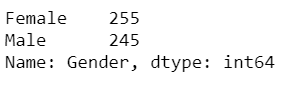 Female    255
Male      245
Name: Gender, dtype: int64